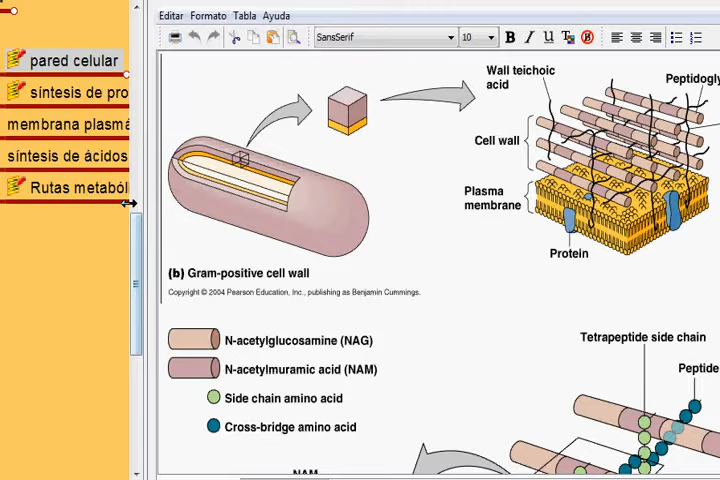 Editar Formato Tabla Ayuda
SansSerif 10 B I U
pared celular
síntesis de pro
membrana plasmá
síntesis de ácidos
Rutas metaból
Wall teichoic
acid
Peptidogly
Cell wall
Plasma
membrane
Protein
(b) Gram-positive cell wall
Copyright © 2004 Pearson Education, Inc., publishing as Benjamin Cummings.
N-acetylglucosamine (NAG)
N-acetylmuramic acid (NAM)
Side chain amino acid
Cross-bridge amino acid
Tetrapeptide side chain
Peptide
NAM